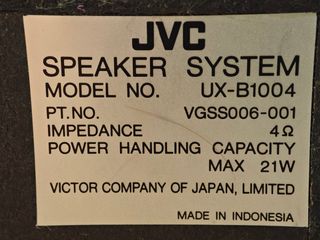 JVC
SPEAKER SYSTEM
MODEL NO. UX-B1004
PT.NO. VGSS006-001
IMPEDANCE 4Ω
POWER HANDLING CAPACITY
MAX 21W
VICTOR COMPANY OF JAPAN, LIMITED
MADE IN INDONESIA